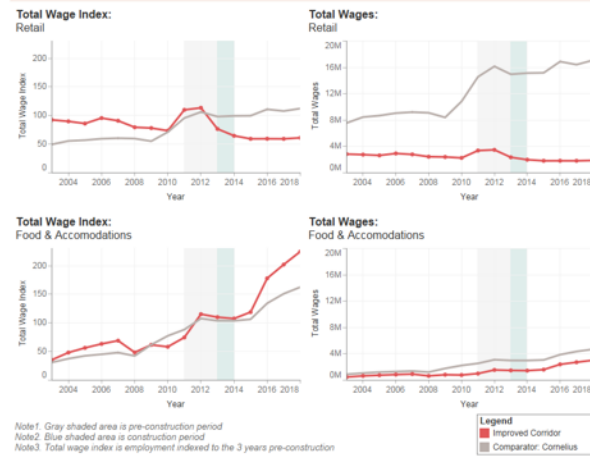 Total Wage Index:
Retail
200
150
100
50
0
Total Wage Index
2004 2006 2008 2010 2012 2014 2016 2018
Year
Total Wages:
Retail
20M
16M
12M
8M
4M
0M
Total Wages
2004 2006 2008 2010 2012 2014 2016 2018
Year
Total Wage Index:
Food & Accomodations
200
150
100
50
0
Total Wage Index
2004 2006 2008 2010 2012 2014 2016 2018
Year
Total Wages:
Food & Accomodations
20M
16M
12M
8M
4M
0M
Total Wages
2004 2006 2008 2010 2012 2014 2016 2018
Year
Note1. Gray shaded area is pre-construction period
Note2. Blue shaded area is construction period
Note3. Total wage index is employment indexed to the 3 years pre-construction
Legend
Improved Corridor
Comparator: Cornelius